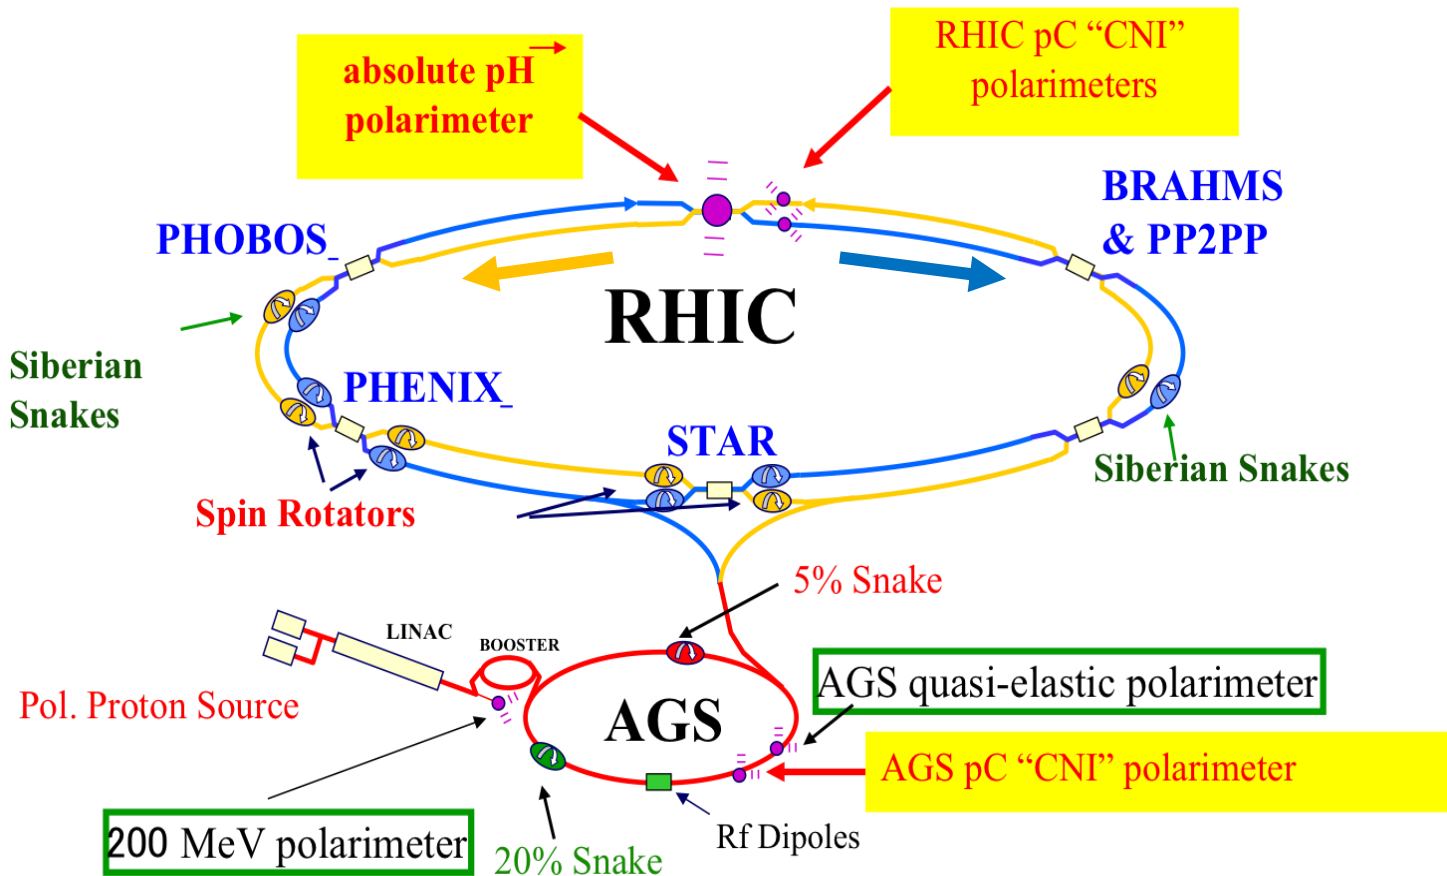 absolute pH
polarimeter
RHIC pC “CNI”
polarimeters
BRAHMS
& PP2PP
PHOBOS_
RHIC
Siberian
Snakes
PHENIX_
STAR
Siberian Snakes
Spin Rotators
5% Snake
LINAC
BOOSTER
AGS quasi-elastic polarimeter
Pol. Proton Source
AGS
AGS pC “CNI” polarimeter
200 MeV polarimeter
Rf Dipoles
20% Snake